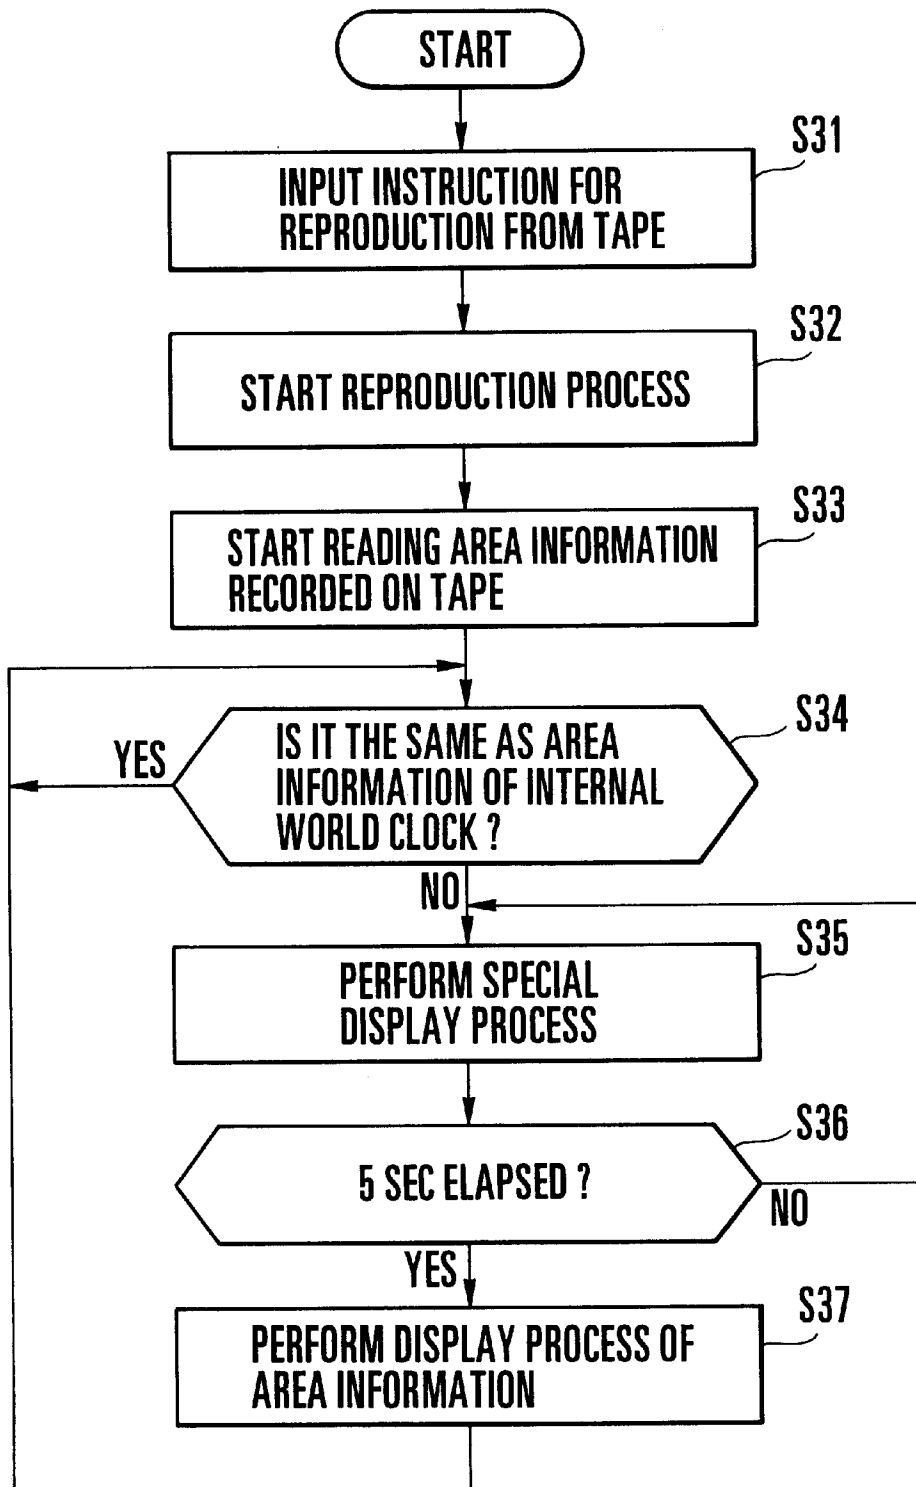 START
S31
INPUT INSTRUCTION FOR
REPRODUCTION FROM TAPE
S32
START REPRODUCTION PROCESS
S33
START READING AREA INFORMATION
RECORDED ON TAPE
S34
YES
IS IT THE SAME AS AREA
INFORMATION OF INTERNAL
WORLD CLOCK ?
NO
S35
PERFORM SPECIAL
DISPLAY PROCESS
S36
5 SEC ELAPSED ?
NO
YES
S37
PERFORM DISPLAY PROCESS OF
AREA INFORMATION